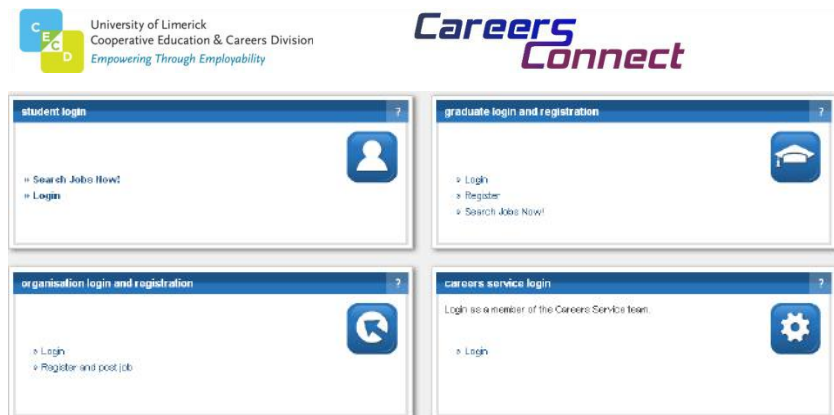 C
E
C
D
University of Limerick
Cooperative Education & Careers Division
Empowering Through Employability
Careers
Connect
student login ?
» Search Jobs Now!
» Login
graduate login and registration ?
» Login
» Register
» Search Jobs Now!
organisation login and registration ?
» Login
» Register and post job
careers service login ?
Login as a member of the Careers Service team.
» Login